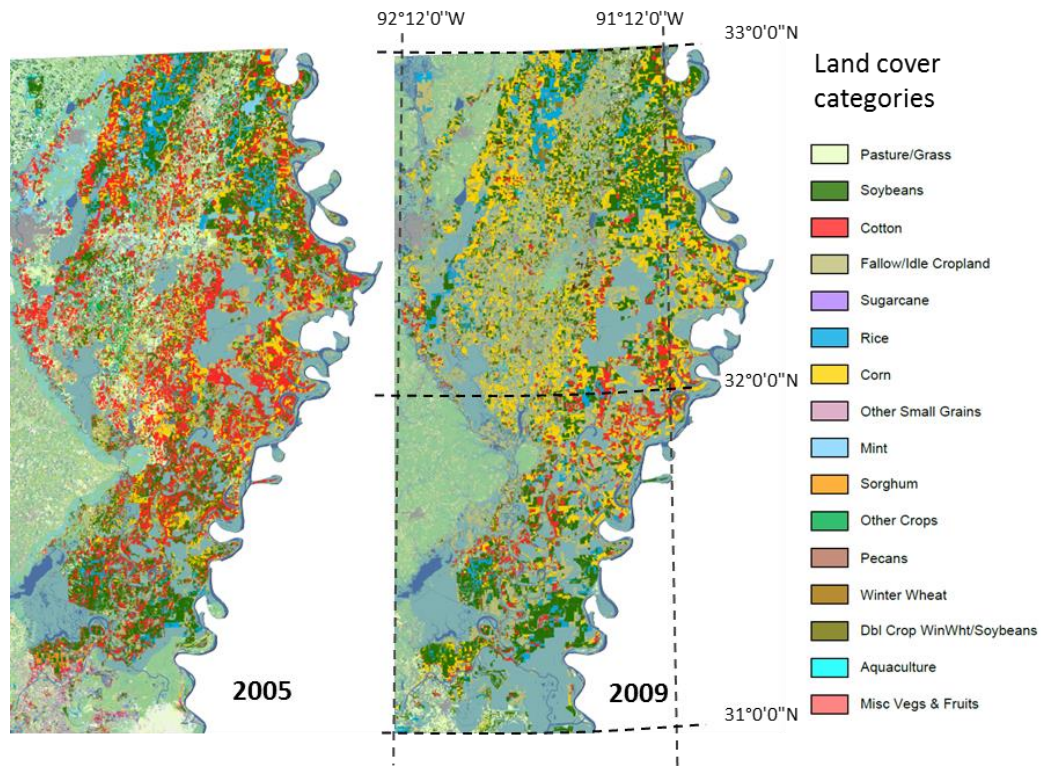 92°12'0''W
91°12'0''W
33°0'0''N
Land cover
categories
Pasture/Grass
Soybeans
Cotton
Fallow/Idle Cropland
Sugarcane
Rice
Corn
32°0'0''N
Other Small Grains
Mint
Sorghum
Other Crops
Pecans
Winter Wheat
Dbl Crop WinWht/Soybeans
Aquaculture
Misc Vegs & Fruits
2005
2009
31°0'0''N